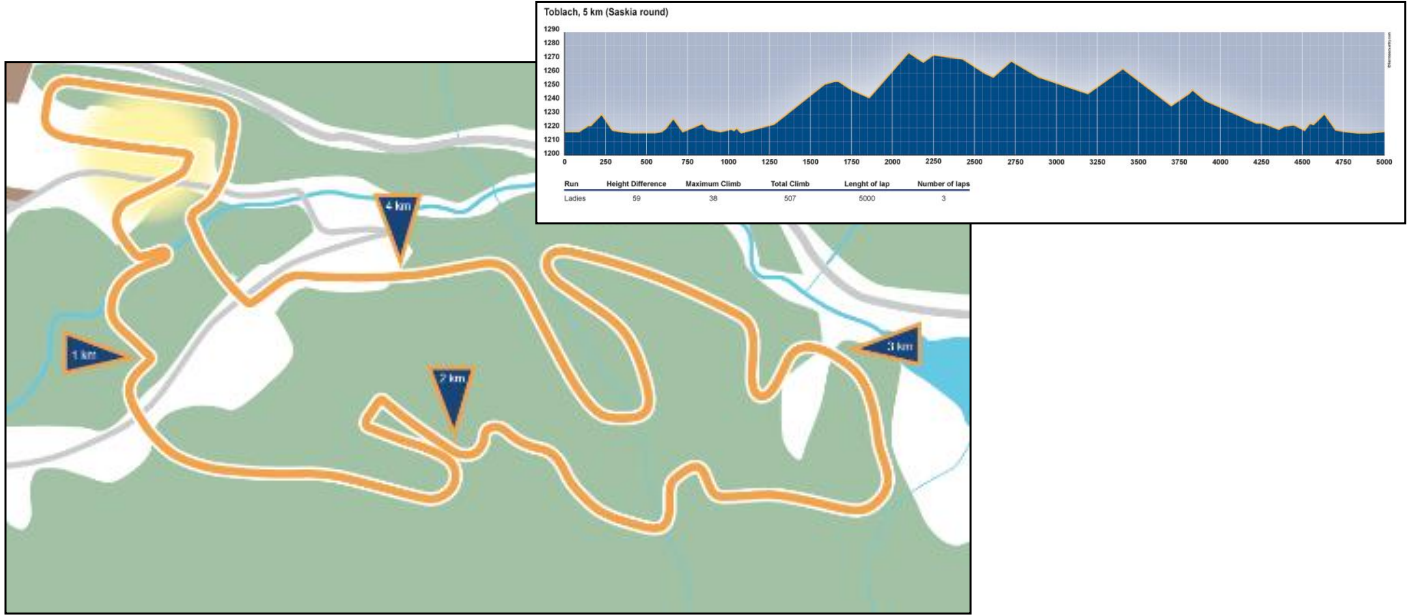 Toblach, 5 km (Saskia round)
1290
1280
1270
1260
1250
1240
1230
1220
1210
1200
0 250 500 750 1000 1250 1500 1750 2000 2250 2500 2750 3000 3250 3500 3750 4000 4250 4500 4750 5000
Run Height Difference Maximum Climb Total Climb Lenght of lap Number of laps
Ladies 59 38 507 5000 3
4 km
1 km
2 km
3 km